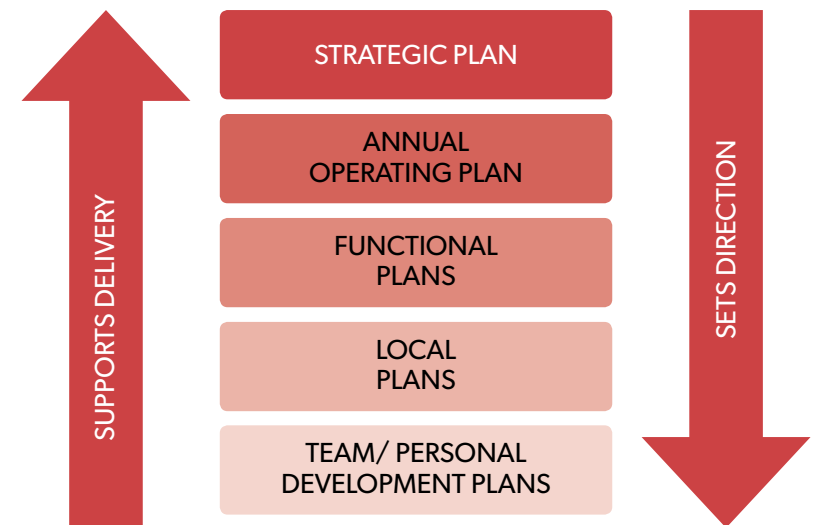 STRATEGIC PLAN
ANNUAL
OPERATING PLAN
FUNCTIONAL
PLANS
LOCAL
PLANS
TEAM/ PERSONAL
DEVELOPMENT PLANS
SUPPORTS DELIVERY
SETS DIRECTION